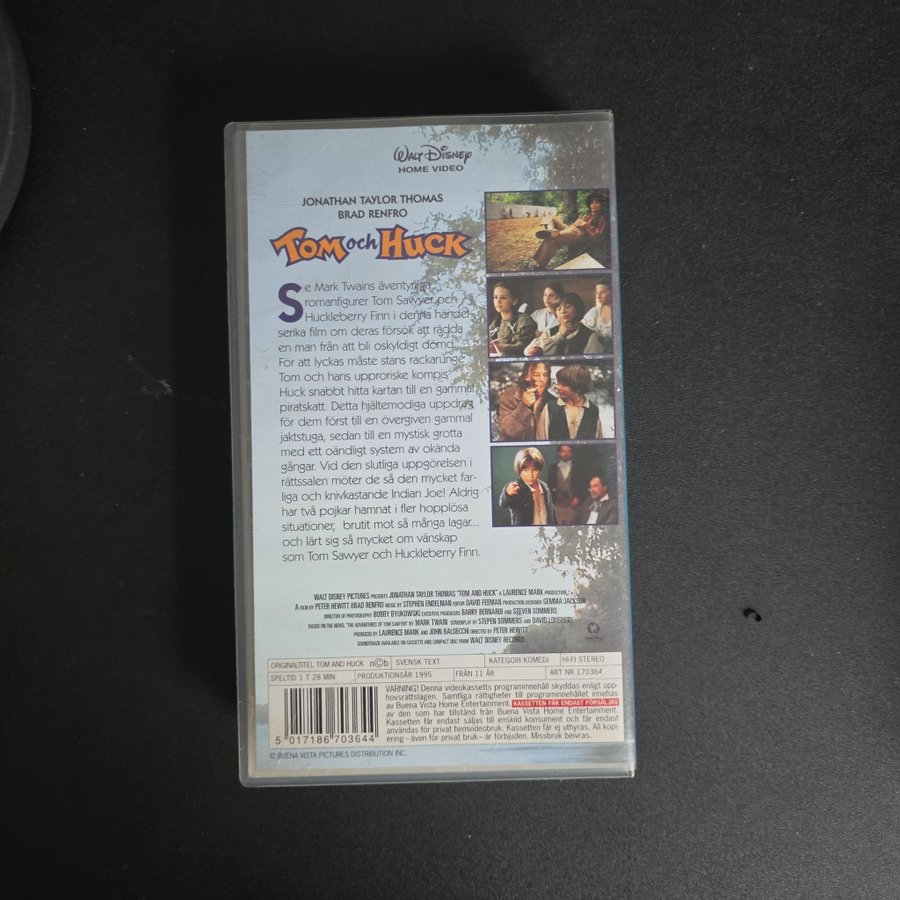 WALT DISNEY
HOME VIDEO
JONATHAN TAYLOR THOMAS
BRAD RENFRO
TOM och HUCK
Se Mark Twains äventyrliga
romanfigurer Tom Sawyer och
Huckleberry Finn i denna händel-
serika film om deras försök att rädda
en man från att bli oskyldigt dömd.
För att lyckas måste stans rackarunge
Tom och hans upproriske kompis
Huck snabbt hitta kartan till en gammal
piratskatt. Detta hjältemodiga uppdrag
för dem först till en övergiven gammal
jaktstuga, sedan till en mystisk grotta
med ett oändligt system av okända
gångar. Vid den slutliga uppgörelsen i
rättssalen möter de så den mycket far-
liga och knivkastande Indian Joe! Aldrig
har två pojkar hamnat i fler hopplösa
situationer, brutit mot så många lagar...
och lärt sig så mycket om vänskap
som Tom Sawyer och Huckleberry Finn.
WALT DISNEY PICTURES PRESENTS JONATHAN TAYLOR THOMAS "TOM AND HUCK" A LAURENCE MARK PRODUCTION
A FILM BY PETER HEWITT BRAD RENFRO MUSIC BY STEPHEN ENDELMAN EDITOR DAVID FEEMAN PRODUCTION DESIGNER GEMMA JACKSON
DIRECTOR OF PHOTOGRAPHY BOBBY BYUKOWSKI EXECUTIVE PRODUCERS BARRY BERNARDI AND STEVEN SOMMERS
BASED ON THE NOVEL "THE ADVENTURES OF TOM SAWYER" BY MARK TWAIN SCREENPLAY BY STEPEN SOMMERS AND DAVID LOUGHERY
PRODUCED BY LAURENCE MARK AND JOHN BALDECCHI DIRECTED BY PETER HEWITT
SOUNDTRACK AVAILABLE ON CASSETTE AND COMPACT DISC FROM WALT DISNEY RECORDS
ORIGINALTITEL TOM AND HUCK n©b SVENSK TEXT KATEGORI KOMEDI HI-FI STEREO
SPELTID 1 T 28 MIN PRODUKTIONSÅR 1995 FRÅN 11 ÅR ART NR 170364
VARNING! Denna videokassetts programinnehåll skyddas enligt upp-
hovsrättslagen. Samtliga rättigheter till programinnehållet innehas
av Buena Vista Home Entertainment. KASSETTEN FÅR ENDAST FÖRSÄLJAS
av den som har tillstånd från Buena Vista Home Entertainment.
Kassetten får endast säljas till enskild konsument och får endast
användas för privat hemvideobruk. Kassetten får ej uthyras. All kopi-
ering – även för privat bruk – är förbjuden. Missbruk beivras.
5 017186 703644
© BUENA VISTA PICTURES DISTRIBUTION INC.